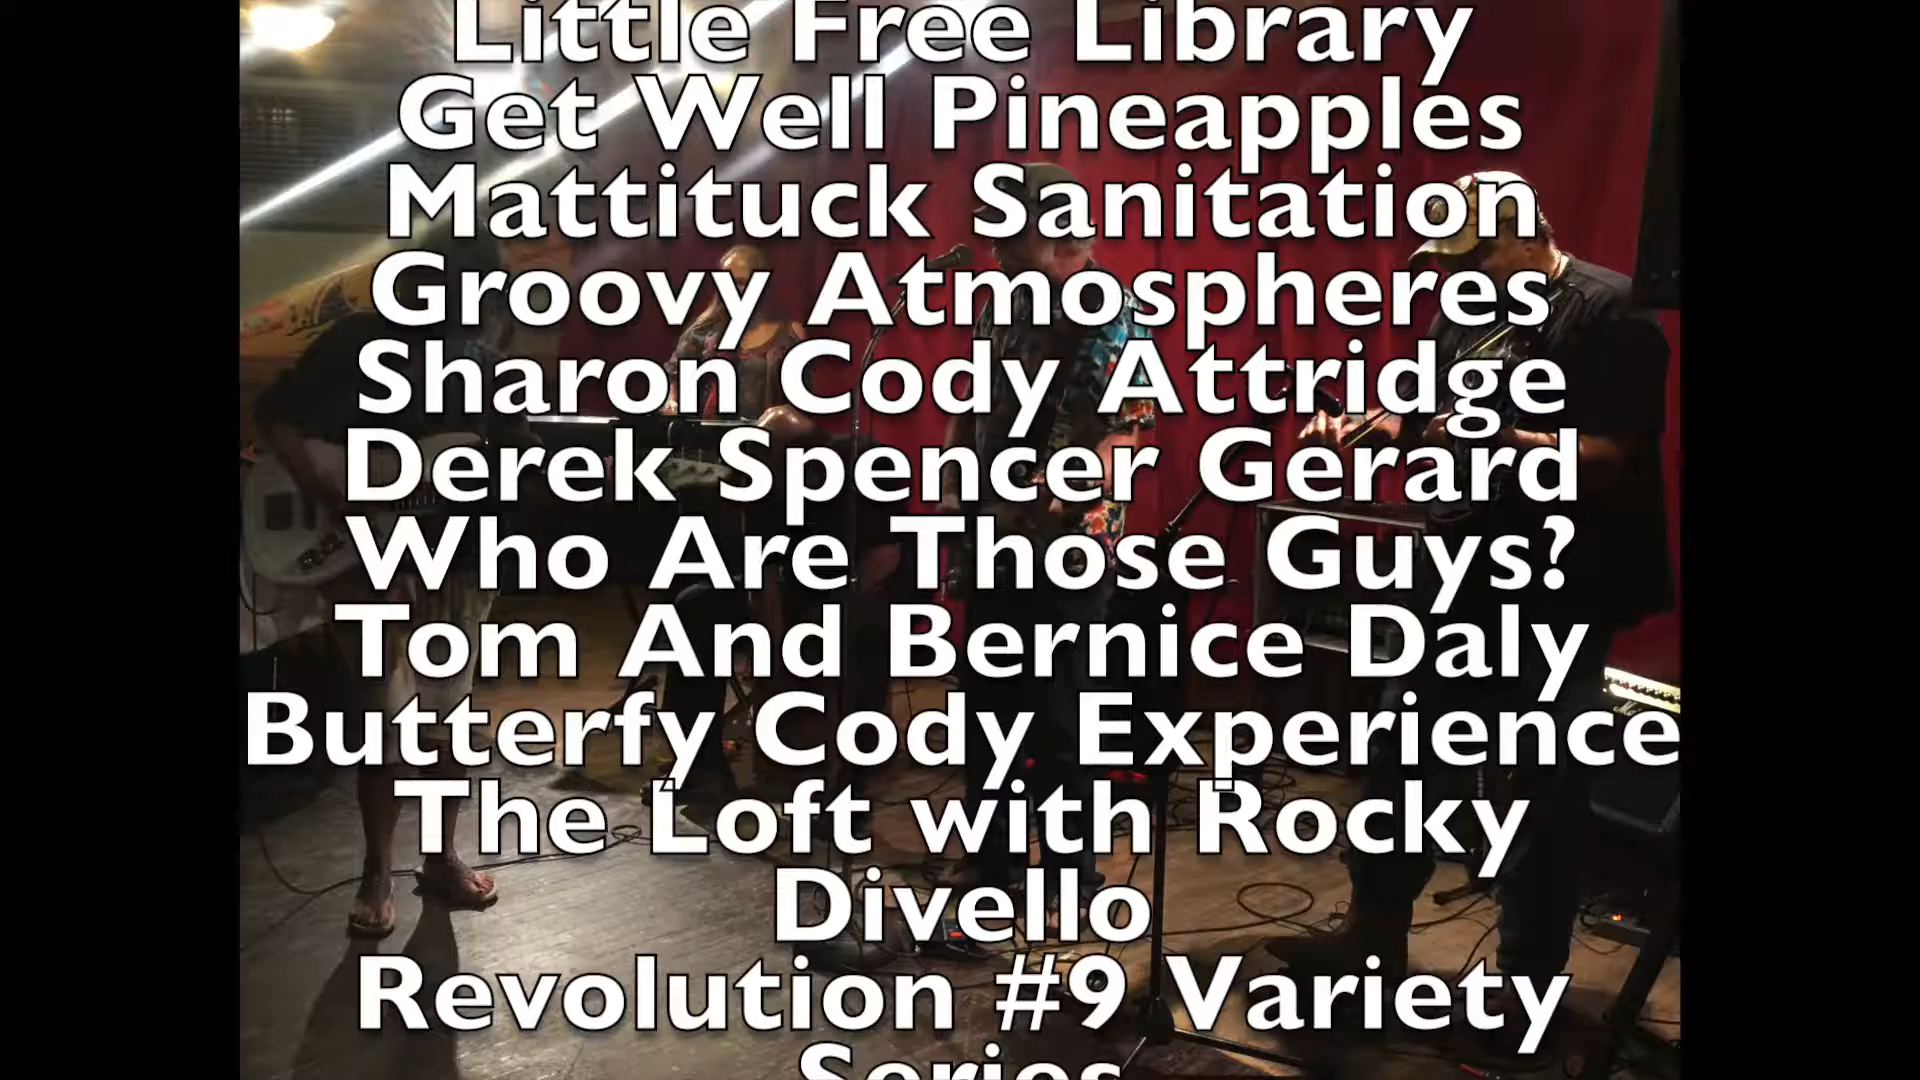 Little Free Library
Get Well Pineapples
Mattituck Sanitation
Groovy Atmospheres
Sharon Cody Attridge
Derek Spencer Gerard
Who Are Those Guys?
Tom And Bernice Daly
Butterfy Cody Experience
The Loft with Rocky
Divello
Revolution #9 Variety
Series